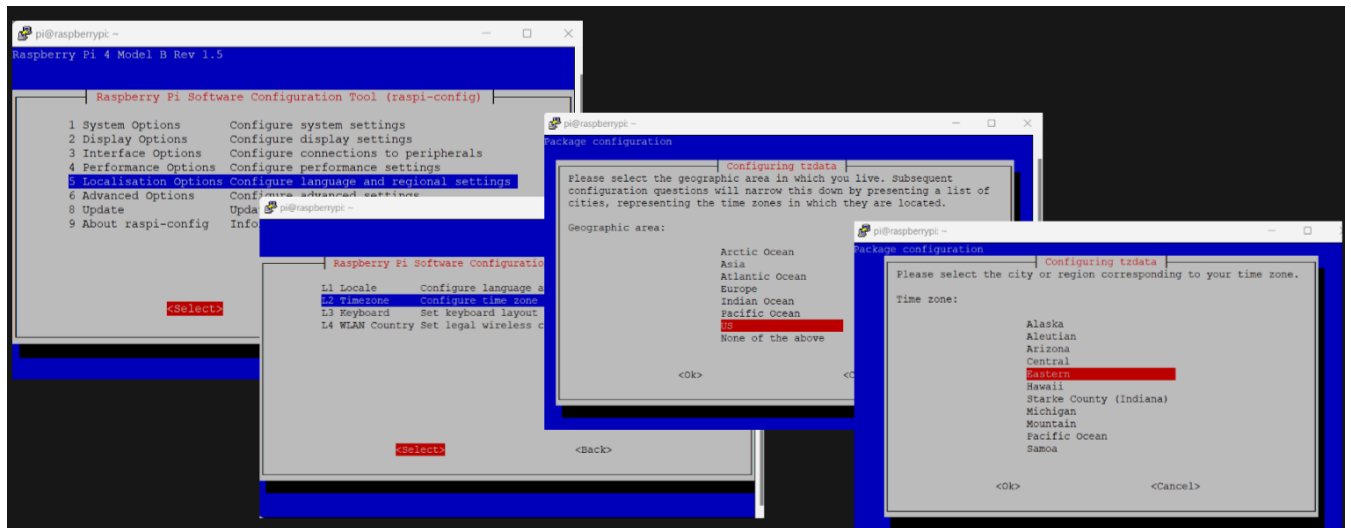 pi@raspberrypi: ~
Raspberry Pi 4 Model B Rev 1.5
Raspberry Pi Software Configuration Tool (raspi-config)
1 System Options Configure system settings
2 Display Options Configure display settings
3 Interface Options Configure connections to peripherals
4 Performance Options Configure performance settings
5 Localisation Options Configure language and regional settings
6 Advanced Options Configure advanced settings
8 Update Upda
9 About raspi-config Info
<Select>
pi@raspberrypi: ~
Raspberry Pi Software Configuratio
L1 Locale Configure language a
L2 Timezone Configure time zone
L3 Keyboard Set keyboard layout
L4 WLAN Country Set legal wireless c
<Select> <Back>
pi@raspberrypi: ~
Package configuration
Configuring tzdata
Please select the geographic area in which you live. Subsequent
configuration questions will narrow this down by presenting a list of
cities, representing the time zones in which they are located.
Geographic area:
Arctic Ocean
Asia
Atlantic Ocean
Europe
Indian Ocean
Pacific Ocean
US
None of the above
<Ok> <C
pi@raspberrypi: ~
Package configuration
Configuring tzdata
Please select the city or region corresponding to your time zone.
Time zone:
Alaska
Aleutian
Arizona
Central
Eastern
Hawaii
Starke County (Indiana)
Michigan
Mountain
Pacific Ocean
Samoa
<Ok> <Cancel>